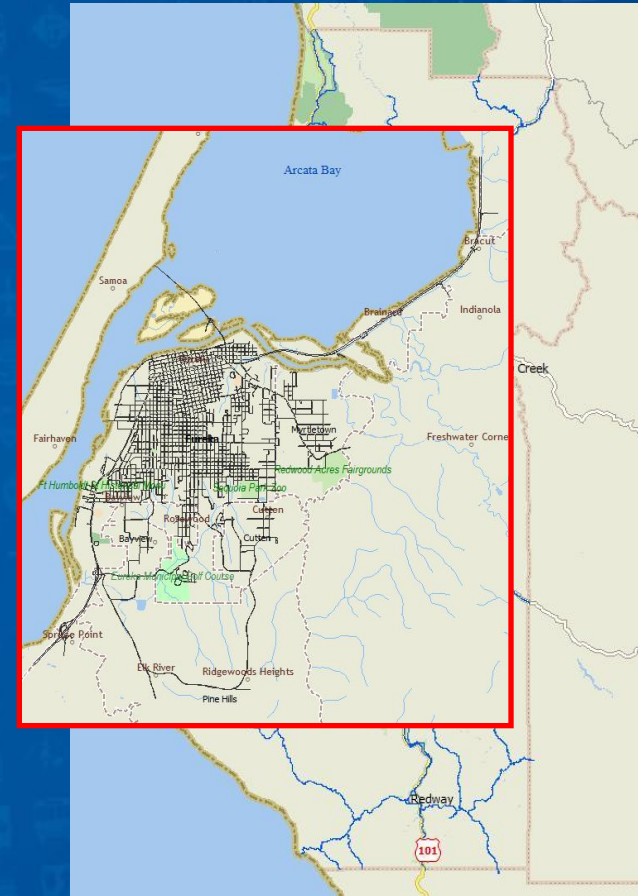 Arcata Bay
Bracut
Samoa
Brainard
Indianola
Creek
Eureka
Fairhaven
Myrtletown
Freshwater Corne
Redwood Acres Fairgrounds
Sequoia Park Zoo
Cutten
Rosewood
Bayview
Cutten
Eureka Municipal Golf Course
Spruce Point
Elk River
Ridgewoods Heights
Pine Hills
Redway
101